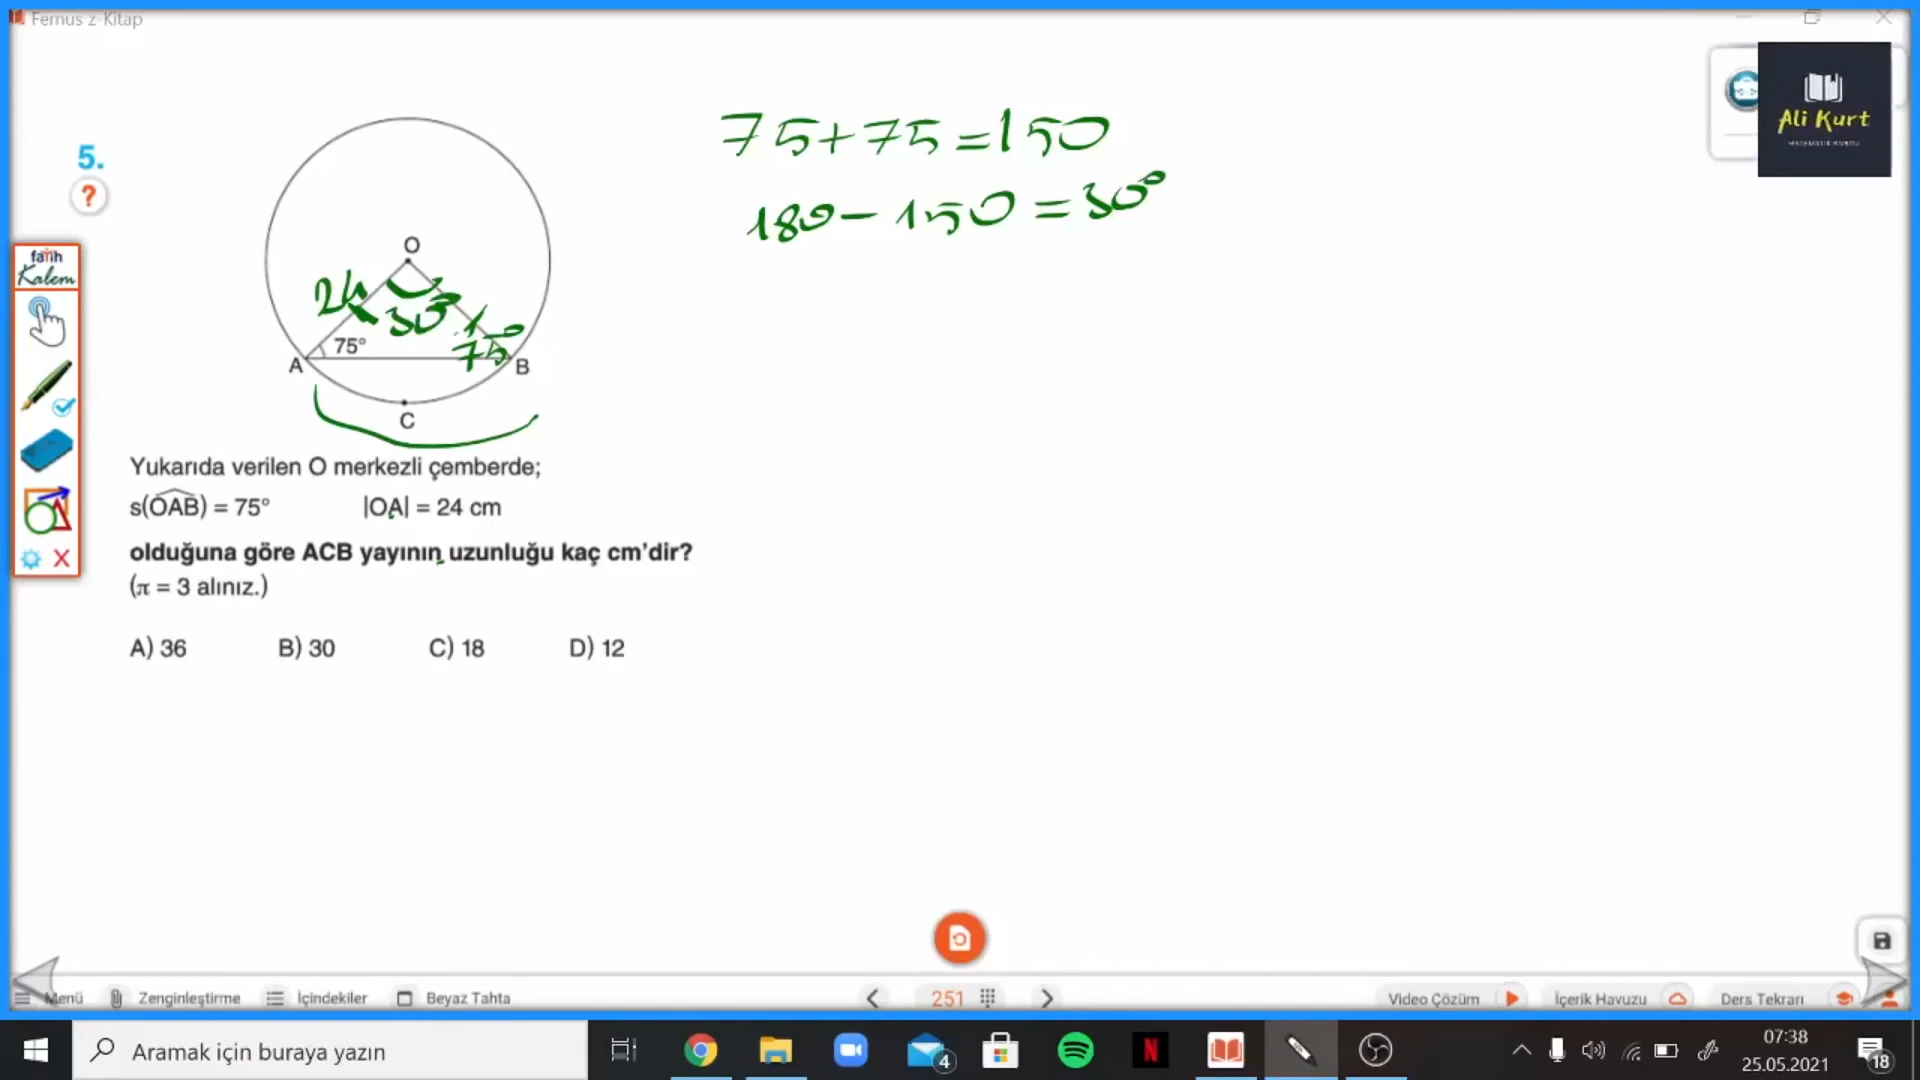 Fernus z-Kitap
Ali Kurt
75+75=150
180-150=30°
5.
?
fatih
Kalem
O
24
30°
75°
75°
A
B
C
Yukarıda verilen O merkezli çemberde;
s(OAB) = 75° |OA| = 24 cm
olduğuna göre ACB yayının uzunluğu kaç cm'dir?
(π = 3 alınız.)
A) 36 B) 30 C) 18 D) 12
Menü Zenginleştirme İçindekiler Beyaz Tahta 251 Video Çözüm İçerik Havuzu Ders Tekrarı
Aramak için buraya yazın
4
N
07:38
25.05.2021
18